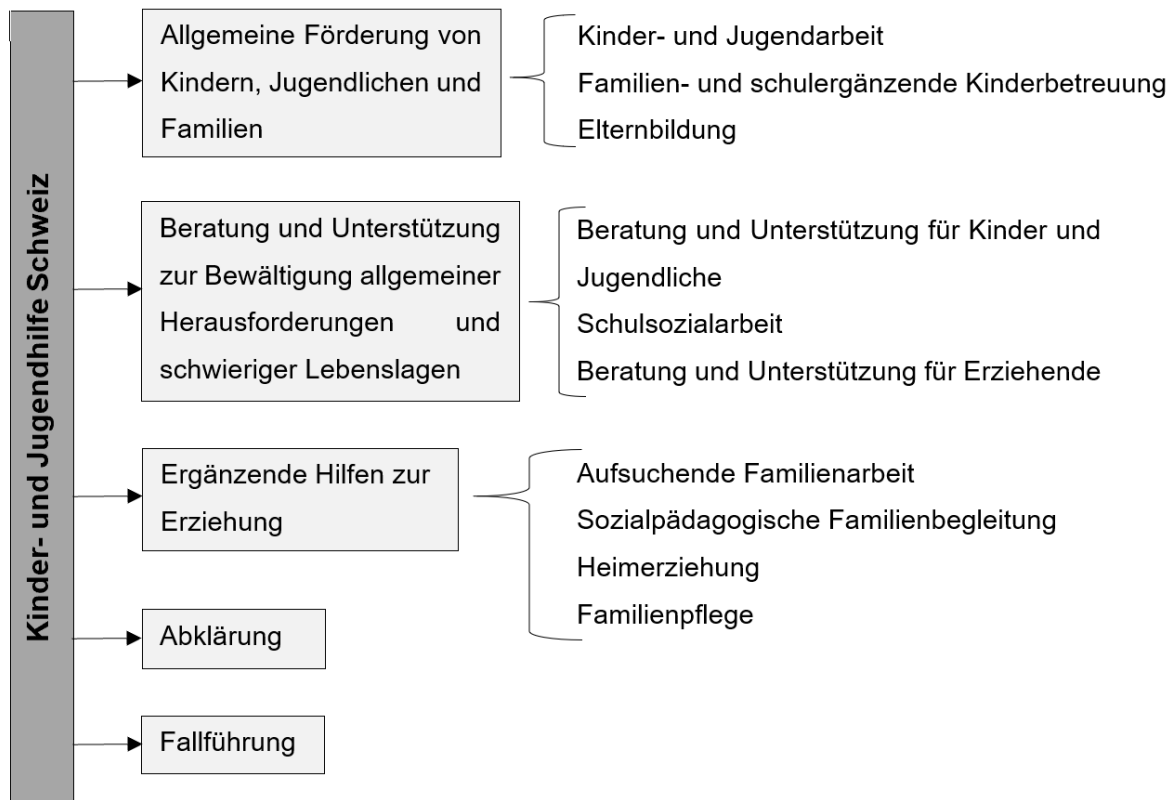 Kinder- und Jugendhilfe Schweiz
Allgemeine Förderung von
Kindern, Jugendlichen und
Familien
Kinder- und Jugendarbeit
Familien- und schulergänzende Kinderbetreuung
Elternbildung
Beratung und Unterstützung
zur Bewältigung allgemeiner
Herausforderungen und
schwieriger Lebenslagen
Beratung und Unterstützung für Kinder und
Jugendliche
Schulsozialarbeit
Beratung und Unterstützung für Erziehende
Ergänzende Hilfen zur
Erziehung
Aufsuchende Familienarbeit
Sozialpädagogische Familienbegleitung
Heimerziehung
Familienpflege
Abklärung
Fallführung